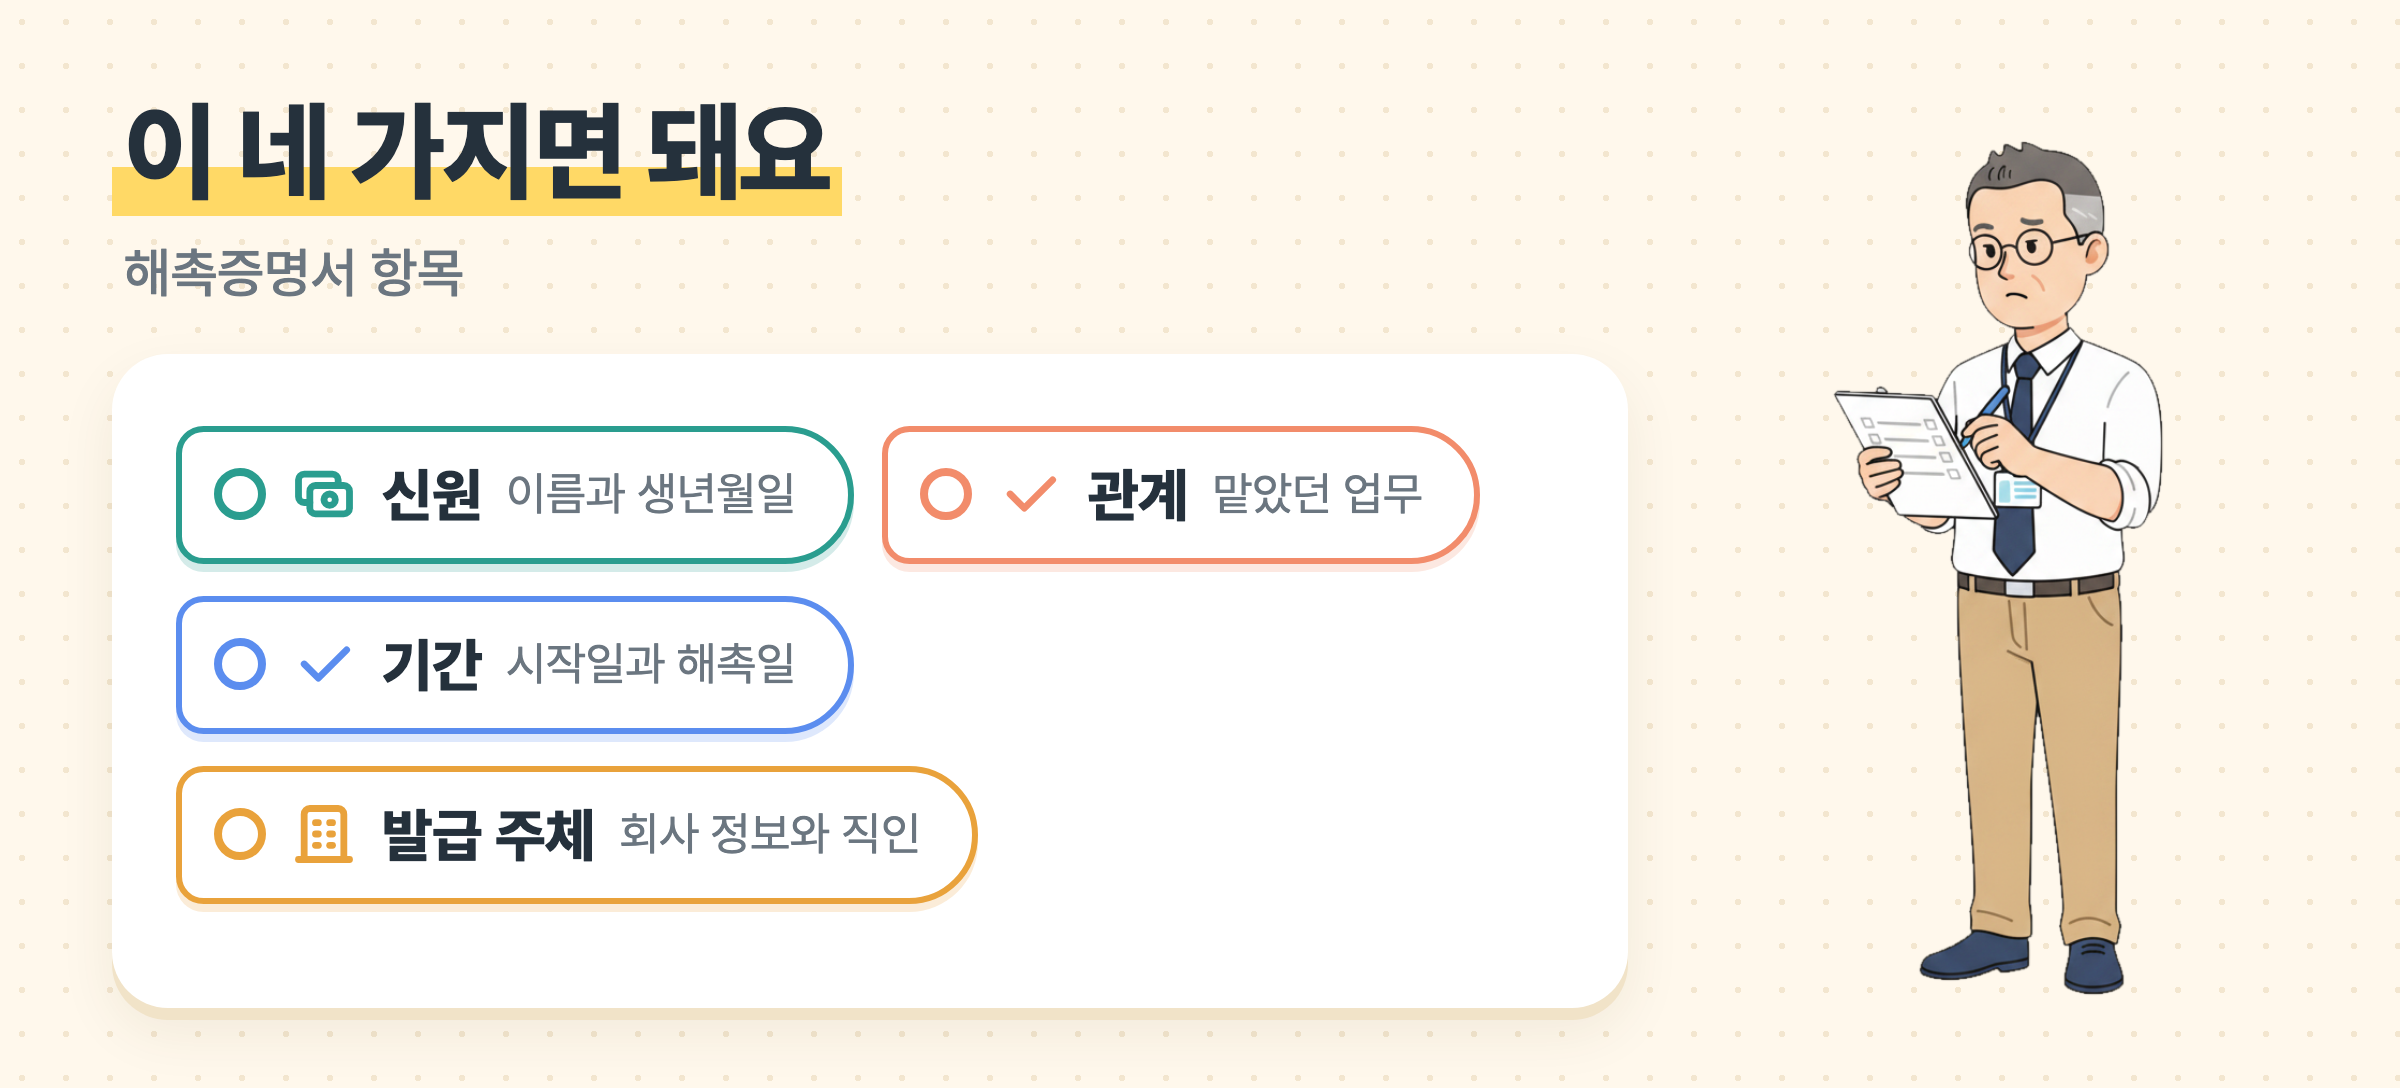 이 네 가지면 돼요
해촉증명서 항목
신원 이름과 생년월일
관계 맡았던 업무
기간 시작일과 해촉일
발급 주체 회사 정보와 직인